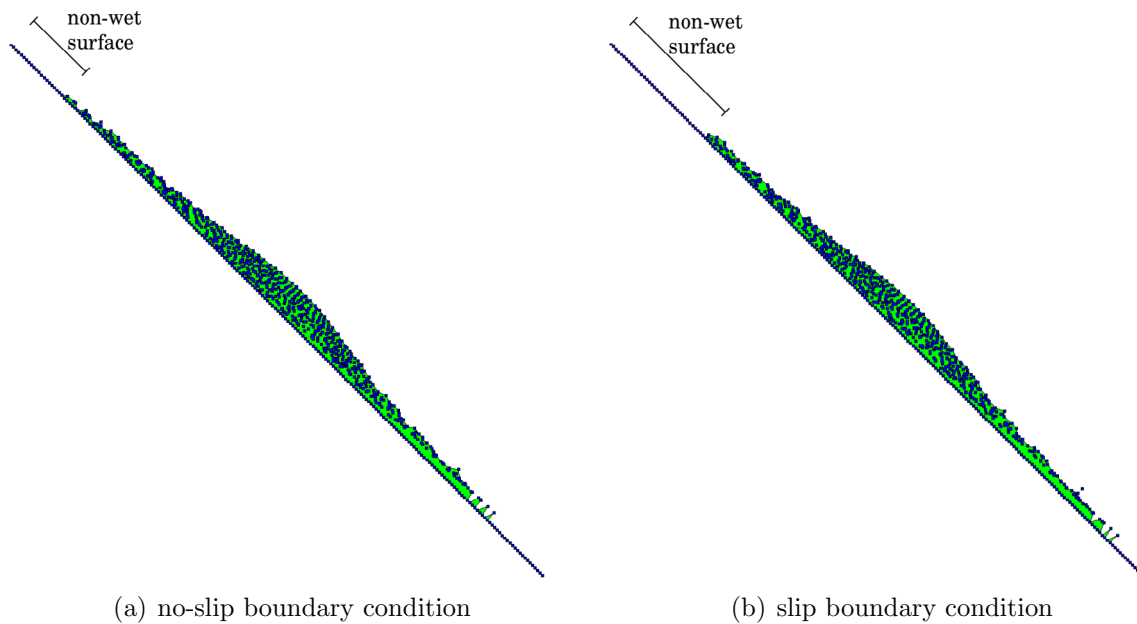 non-wet
surface
non-wet
surface
(a) no-slip boundary condition
(b) slip boundary condition